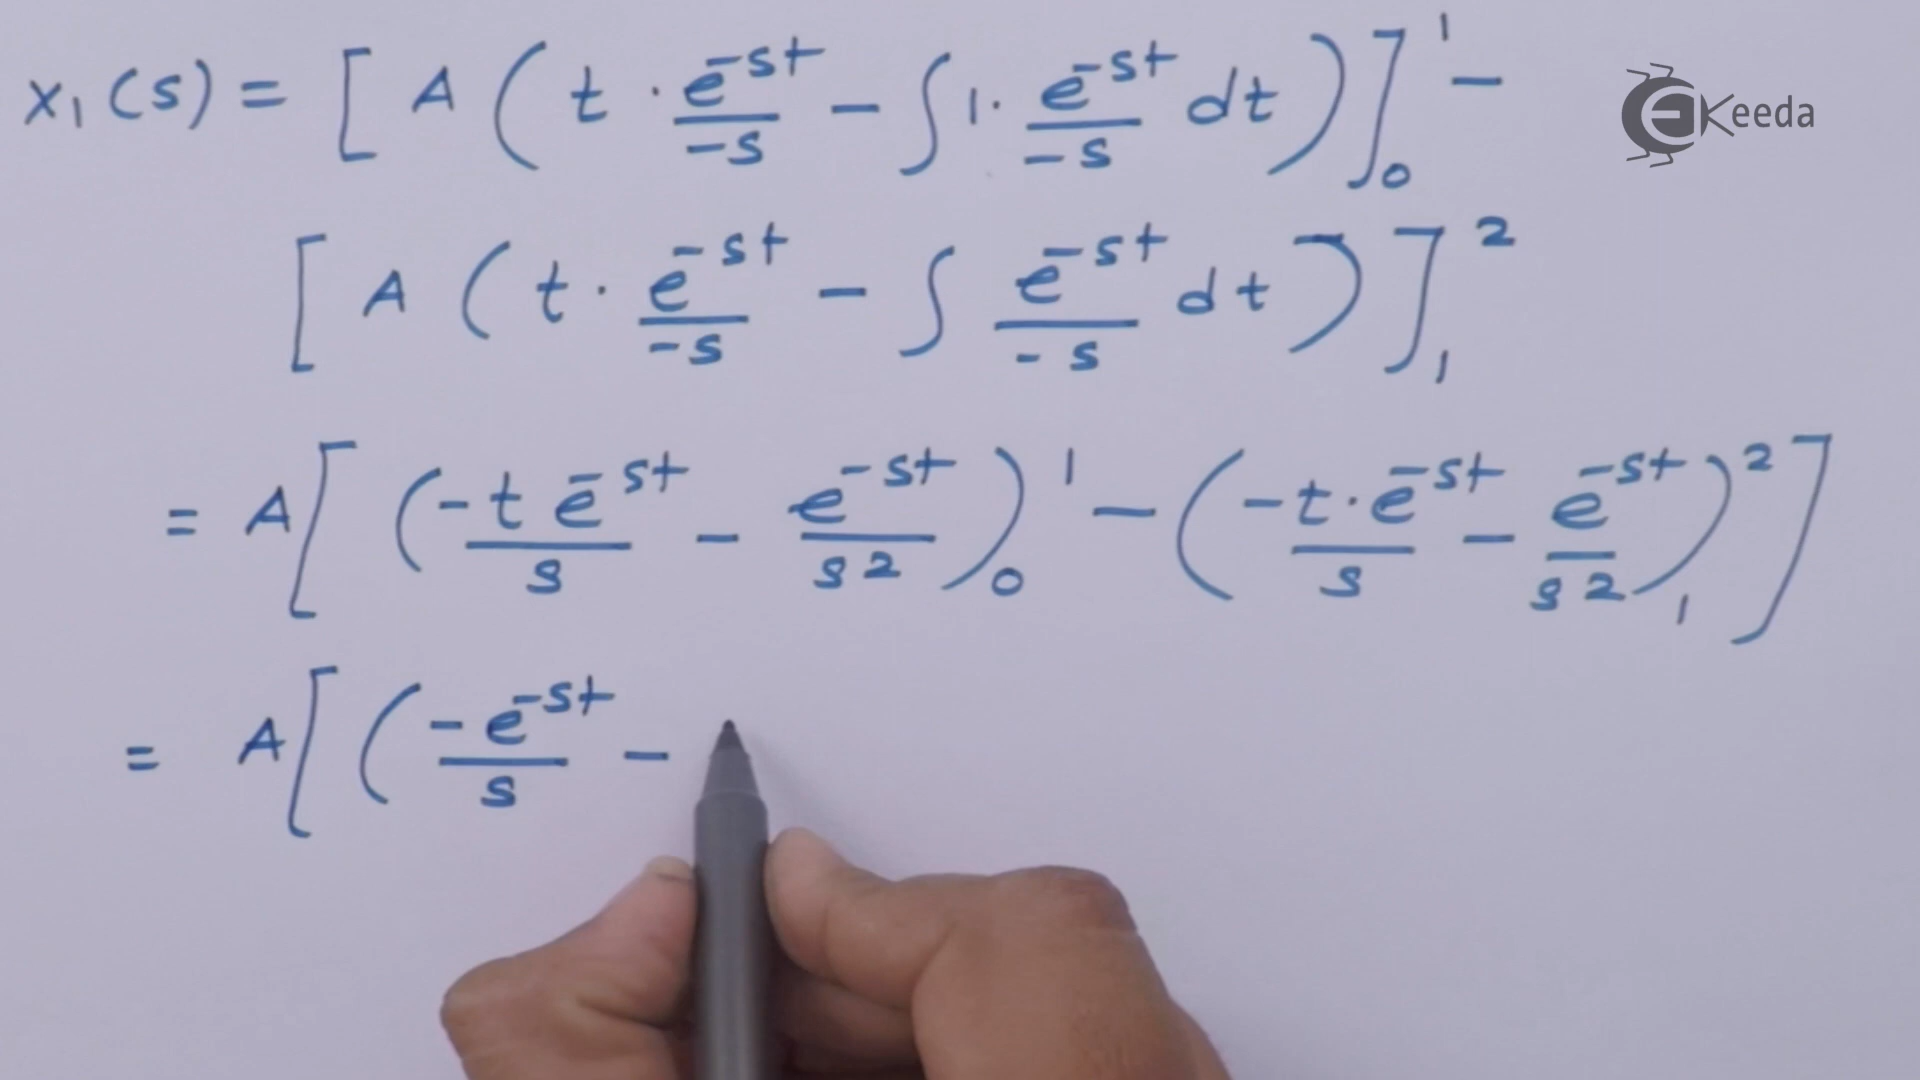 x₁(s) = [ A ( t · e^{-st}/-s - ∫ 1 · e^{-st}/-s dt ) ]₀¹ -
[ A ( t · e^{-st}/-s - ∫ e^{-st}/-s dt ) ]₁²
= A [ ( -t e^{-st}/s - e^{-st}/s² )₀¹ - ( -t · e^{-st}/s - e^{-st}/s² )₁² ]
= A [ ( -e^{-st}/s -
EKeeda